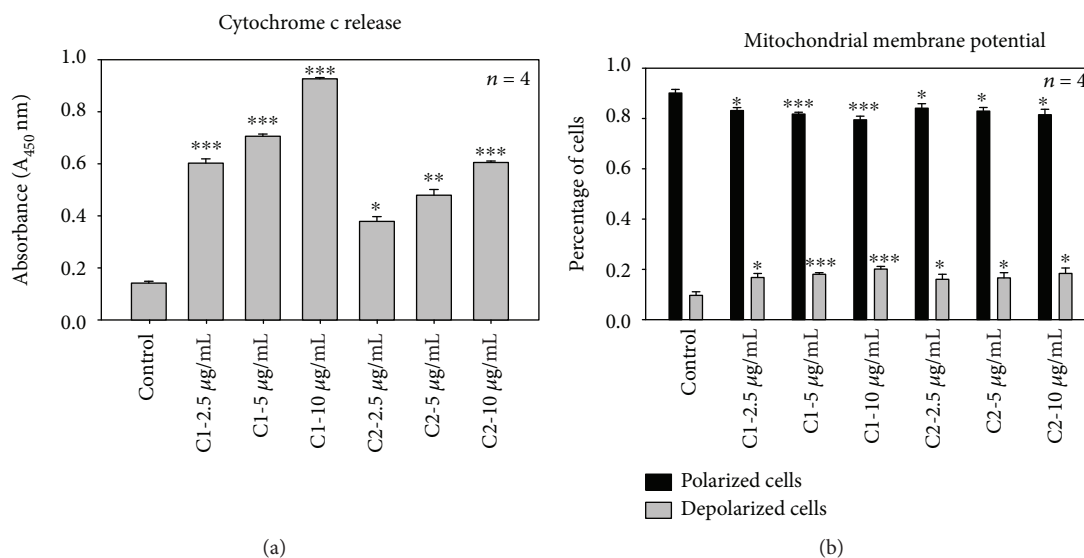 Cytochrome c release
Absorbance (A450 nm)
1.0
0.8
0.6
0.4
0.2
0.0
n = 4
***
***
***
*
**
***
Control
C1-2.5 μg/mL
C1-5 μg/mL
C1-10 μg/mL
C2-2.5 μg/mL
C2-5 μg/mL
C2-10 μg/mL
(a)
Mitochondrial membrane potential
Percentage of cells
1.0
0.8
0.6
0.4
0.2
0.0
n = 4
*
***
***
*
*
*
*
***
***
*
*
*
Control
C1-2.5 μg/mL
C1-5 μg/mL
C1-10 μg/mL
C2-2.5 μg/mL
C2-5 μg/mL
C2-10 μg/mL
Polarized cells
Depolarized cells
(b)